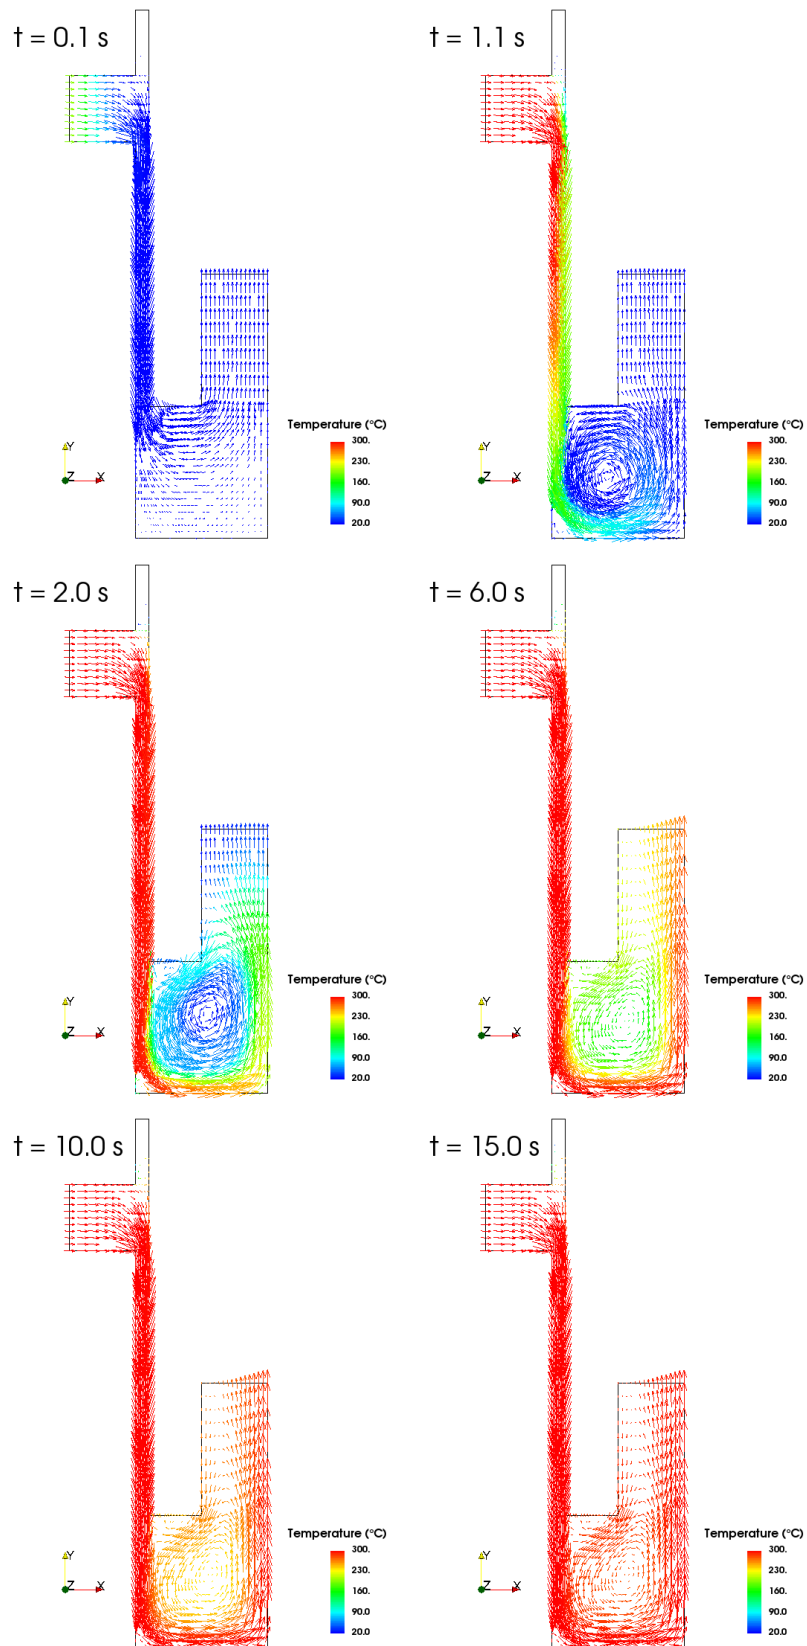 t = 0.1 s
Temperature (°C)
300.
230.
160.
90.0
20.0
Y
Z
X
t = 1.1 s
Temperature (°C)
300.
230.
160.
90.0
20.0
Y
Z
X
t = 2.0 s
Temperature (°C)
300.
230.
160.
90.0
20.0
Y
Z
X
t = 6.0 s
Temperature (°C)
300.
230.
160.
90.0
20.0
Y
Z
X
t = 10.0 s
Temperature (°C)
300.
230.
160.
90.0
20.0
Y
Z
X
t = 15.0 s
Temperature (°C)
300.
230.
160.
90.0
20.0
Y
Z
X